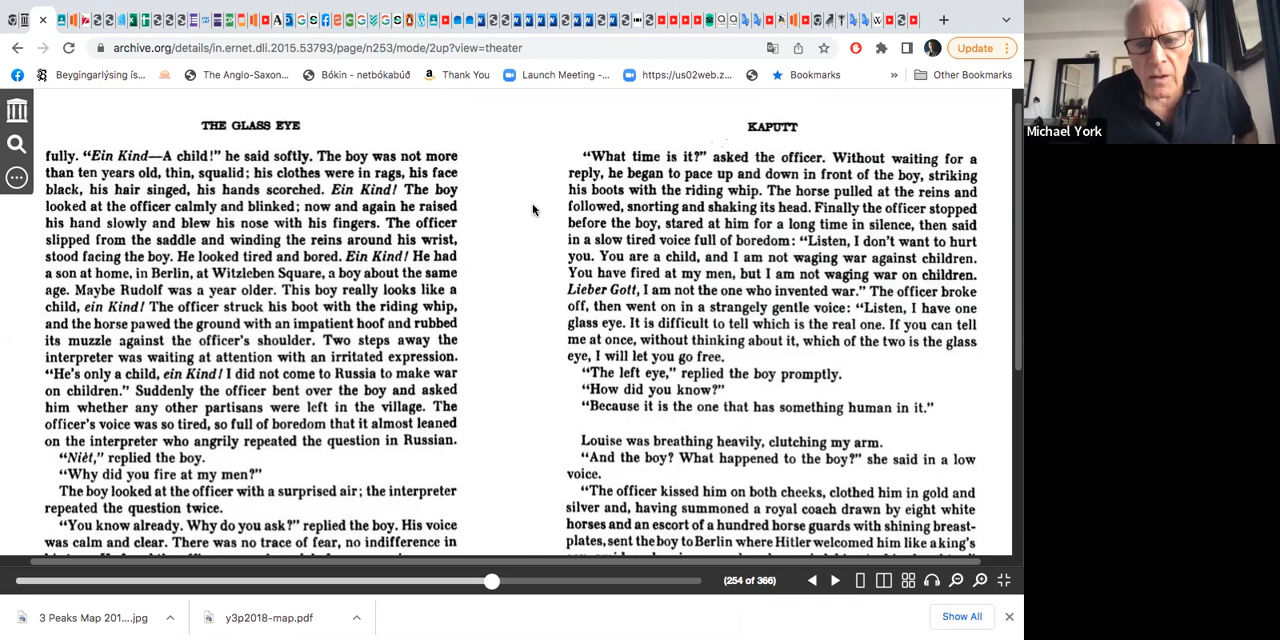 archive.org/details/in.ernet.dli.2015.53793/page/n253/mode/2up?view=theater
Update
Beygingarlýsing ís...
The Anglo-Saxon...
Bókin - netbókabúð
Thank You
Launch Meeting -...
https://us02web.z...
Bookmarks
»
Other Bookmarks
Michael York
THE GLASS EYE
fully. “Ein Kind—A child!” he said softly. The boy was not more
than ten years old, thin, squalid; his clothes were in rags, his face
black, his hair singed, his hands scorched. Ein Kind! The boy
looked at the officer calmly and blinked; now and again he raised
his hand slowly and blew his nose with his fingers. The officer
slipped from the saddle and winding the reins around his wrist,
stood facing the boy. He looked tired and bored. Ein Kind! He had
a son at home, in Berlin, at Witzleben Square, a boy about the same
age. Maybe Rudolf was a year older. This boy really looks like a
child, ein Kind! The officer struck his boot with the riding whip,
and the horse pawed the ground with an impatient hoof and rubbed
its muzzle against the officer's shoulder. Two steps away the
interpreter was waiting at attention with an irritated expression.
“He's only a child, ein Kind! I did not come to Russia to make war
on children.” Suddenly the officer bent over the boy and asked
him whether any other partisans were left in the village. The
officer's voice was so tired, so full of boredom that it almost leaned
on the interpreter who angrily repeated the question in Russian.
“Nièt,” replied the boy.
“Why did you fire at my men?”
The boy looked at the officer with a surprised air; the interpreter
repeated the question twice.
“You know already. Why do you ask?” replied the boy. His voice
was calm and clear. There was no trace of fear, no indifference in
KAPUTT
“What time is it?” asked the officer. Without waiting for a
reply, he began to pace up and down in front of the boy, striking
his boots with the riding whip. The horse pulled at the reins and
followed, snorting and shaking its head. Finally the officer stopped
before the boy, stared at him for a long time in silence, then said
in a slow tired voice full of boredom: “Listen, I don't want to hurt
you. You are a child, and I am not waging war against children.
You have fired at my men, but I am not waging war on children.
Lieber Gott, I am not the one who invented war.” The officer broke
off, then went on in a strangely gentle voice: “Listen, I have one
glass eye. It is difficult to tell which is the real one. If you can tell
me at once, without thinking about it, which of the two is the glass
eye, I will let you go free.
“The left eye,” replied the boy promptly.
“How did you know?”
“Because it is the one that has something human in it.”
Louise was breathing heavily, clutching my arm.
“And the boy? What happened to the boy?” she said in a low
voice.
“The officer kissed him on both cheeks, clothed him in gold and
silver and, having summoned a royal coach drawn by eight white
horses and an escort of a hundred horse guards with shining breast-
plates, sent the boy to Berlin where Hitler welcomed him like a king's
(254 of 366)
3 Peaks Map 201....jpg
y3p2018-map.pdf
Show All